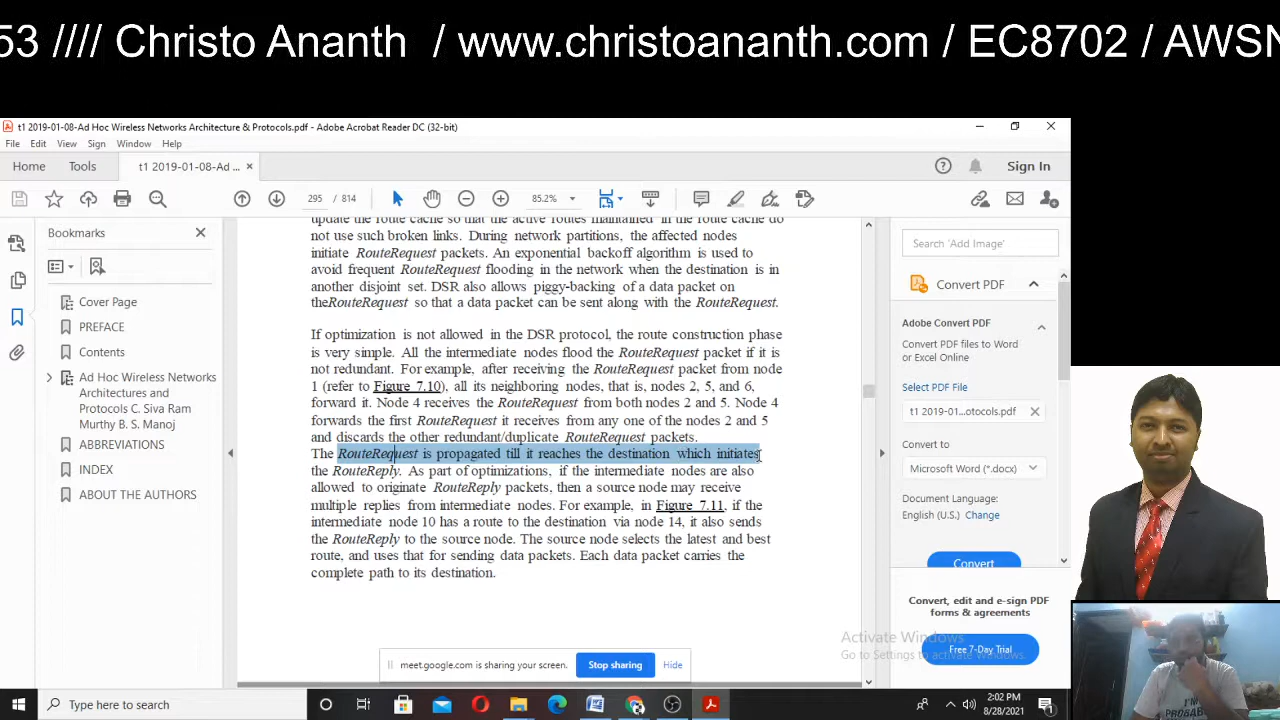 53 //// Christo Ananth / www.christoananth.com / EC8702 / AWSN
t1 2019-01-08-Ad Hoc Wireless Networks Architecture & Protocols.pdf - Adobe Acrobat Reader DC (32-bit)
File Edit View Sign Window Help
Home Tools t1 2019-01-08-Ad ... × Sign In
295 / 814 85.2%
Bookmarks
Cover Page
PREFACE
Contents
Ad Hoc Wireless Networks
Architectures and
Protocols C. Siva Ram
Murthy B. S. Manoj
ABBREVIATIONS
INDEX
ABOUT THE AUTHORS
update the route cache so that the active routes maintained in the route cache do
not use such broken links. During network partitions, the affected nodes
initiate RouteRequest packets. An exponential backoff algorithm is used to
avoid frequent RouteRequest flooding in the network when the destination is in
another disjoint set. DSR also allows piggy-backing of a data packet on
theRouteRequest so that a data packet can be sent along with the RouteRequest.
If optimization is not allowed in the DSR protocol, the route construction phase
is very simple. All the intermediate nodes flood the RouteRequest packet if it is
not redundant. For example, after receiving the RouteRequest packet from node
1 (refer to Figure 7.10), all its neighboring nodes, that is, nodes 2, 5, and 6,
forward it. Node 4 receives the RouteRequest from both nodes 2 and 5. Node 4
forwards the first RouteRequest it receives from any one of the nodes 2 and 5
and discards the other redundant/duplicate RouteRequest packets.
The RouteRequest is propagated till it reaches the destination which initiates
the RouteReply. As part of optimizations, if the intermediate nodes are also
allowed to originate RouteReply packets, then a source node may receive
multiple replies from intermediate nodes. For example, in Figure 7.11, if the
intermediate node 10 has a route to the destination via node 14, it also sends
the RouteReply to the source node. The source node selects the latest and best
route, and uses that for sending data packets. Each data packet carries the
complete path to its destination.
Search 'Add Image'
Convert PDF
Adobe Convert PDF
Convert PDF files to Word
or Excel Online
Select PDF File
t1 2019-01...otocols.pdf ×
Convert to
Microsoft Word (*.docx)
Document Language:
English (U.S.) Change
Convert
Convert, edit and e-sign PDF
forms & agreements
Free 7-Day Trial
Activate Windows
Go to Settings to activate Windows.
meet.google.com is sharing your screen. Stop sharing Hide
Type here to search
2:02 PM
8/28/2021
I'M
PROBABL